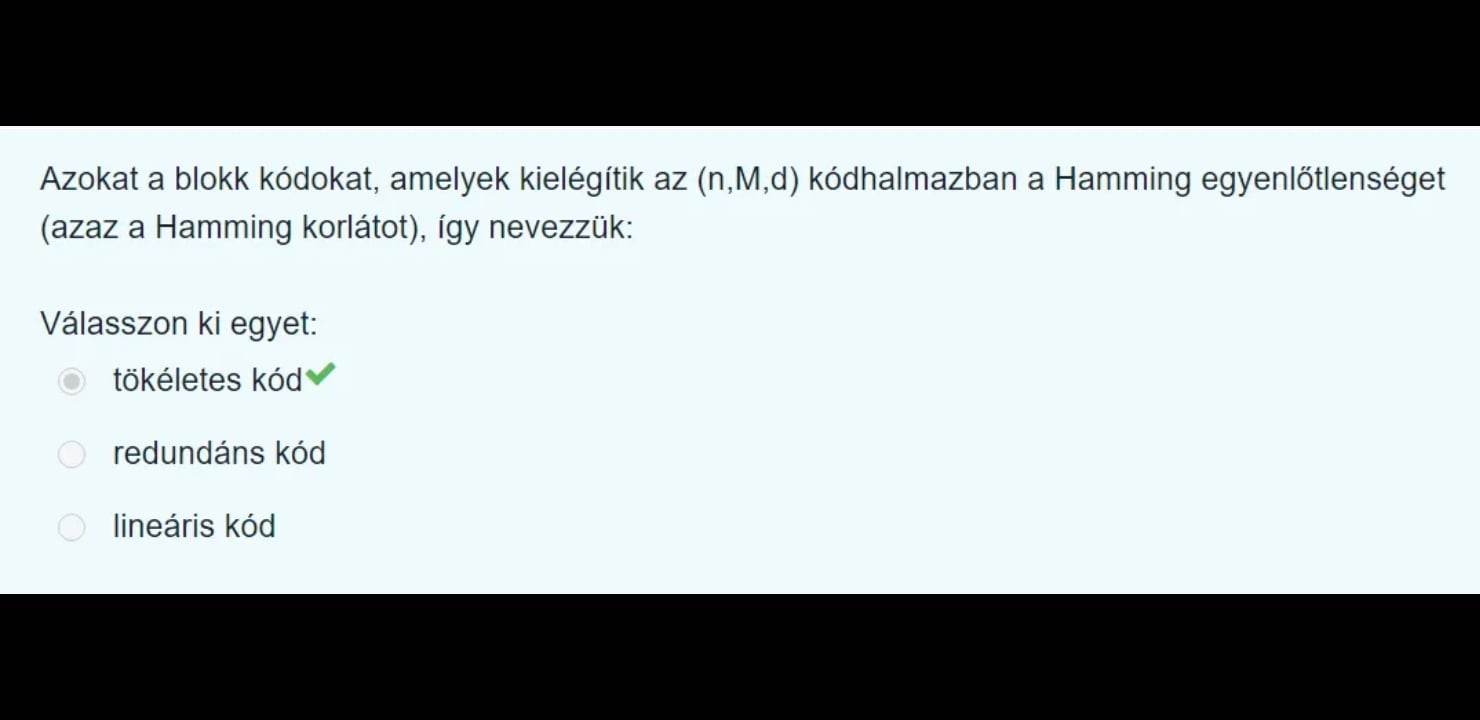 Azokat a blokk kódokat, amelyek kielégítik az (n,M,d) kódhalmazban a Hamming egyenlőtlenséget
(azaz a Hamming korlátot), így nevezzük:
Válasszon ki egyet:
tökéletes kód
redundáns kód
lineáris kód